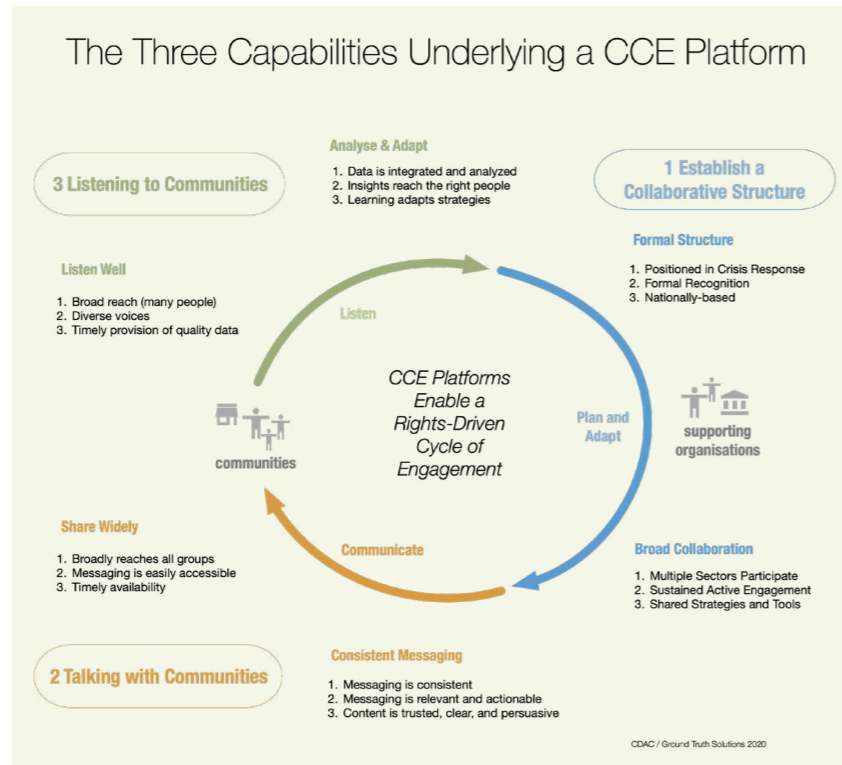 The Three Capabilities Underlying a CCE Platform
3 Listening to Communities
Analyse & Adapt
1. Data is integrated and analyzed
2. Insights reach the right people
3. Learning adapts strategies
1 Establish a
Collaborative Structure
Formal Structure
1. Positioned in Crisis Response
2. Formal Recognition
3. Nationally-based
Listen Well
1. Broad reach (many people)
2. Diverse voices
3. Timely provision of quality data
Listen
CCE Platforms
Enable a
Rights-Driven
Cycle of
Engagement
Plan and
Adapt
supporting
organisations
communities
Share Widely
1. Broadly reaches all groups
2. Messaging is easily accessible
3. Timely availability
Communicate
Broad Collaboration
1. Multiple Sectors Participate
2. Sustained Active Engagement
3. Shared Strategies and Tools
2 Talking with Communities
Consistent Messaging
1. Messaging is consistent
2. Messaging is relevant and actionable
3. Content is trusted, clear, and persuasive
CDAC / Ground Truth Solutions 2020